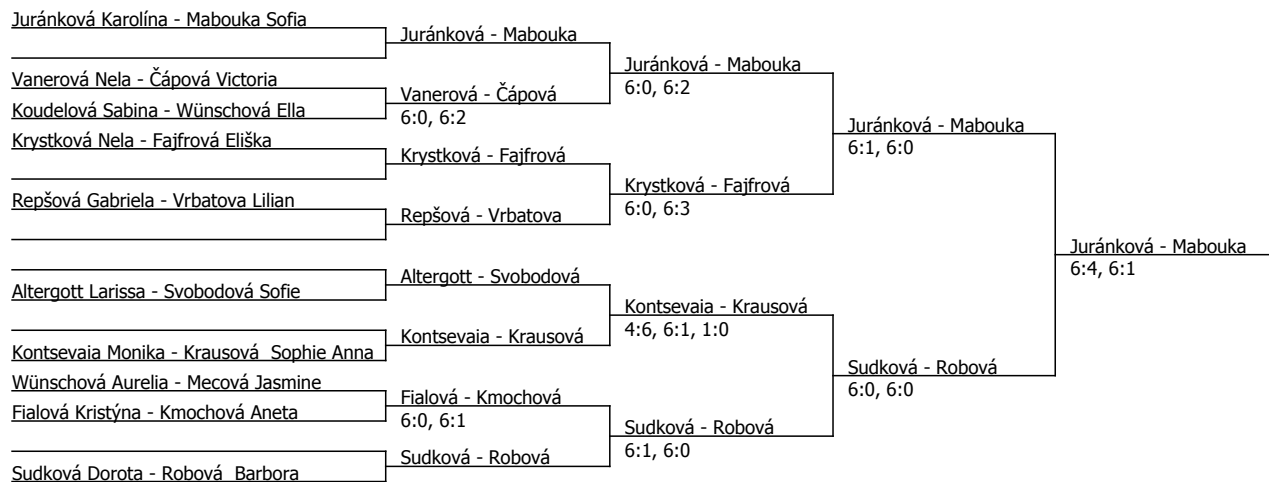 Juránková Karolína - Mabouka Sofia
Juránková - Mabouka
Juránková - Mabouka
6:0, 6:2
Vanerová Nela - Čápová Victoria
Vanerová - Čápová
6:0, 6:2
Koudelová Sabina - Wünschová Ella
Juránková - Mabouka
6:1, 6:0
Krystková Nela - Fajfrová Eliška
Krystková - Fajfrová
Krystková - Fajfrová
6:0, 6:3
Repšová Gabriela - Vrbatova Lilian
Repšová - Vrbatova
Juránková - Mabouka
6:4, 6:1
Altergott - Svobodová
Altergott Larissa - Svobodová Sofie
Kontsevaia - Krausová
4:6, 6:1, 1:0
Kontsevaia - Krausová
Kontsevaia Monika - Krausová  Sophie Anna
Sudková - Robová
6:0, 6:0
Wünschová Aurelia - Mecová Jasmine
Fialová - Kmochová
6:0, 6:1
Fialová Kristýna - Kmochová Aneta
Sudková - Robová
6:1, 6:0
Sudková - Robová
Sudková Dorota - Robová  Barbora